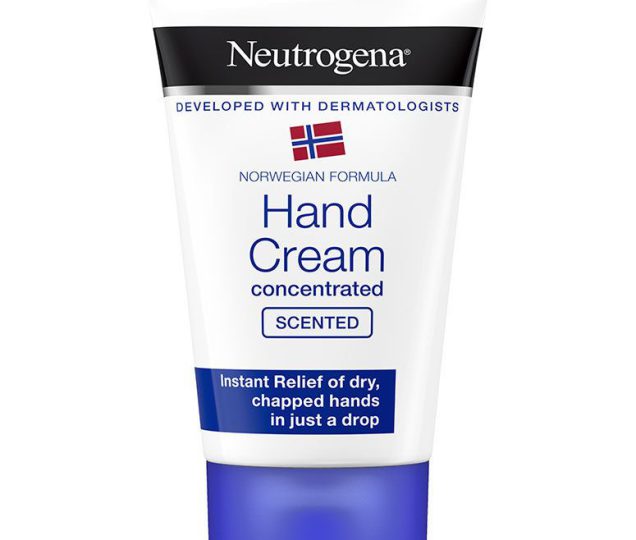 Neutrogena®
DEVELOPED WITH DERMATOLOGISTS
NORWEGIAN FORMULA
Hand
Cream
concentrated
SCENTED
Instant Relief of dry,
chapped hands
in just a drop